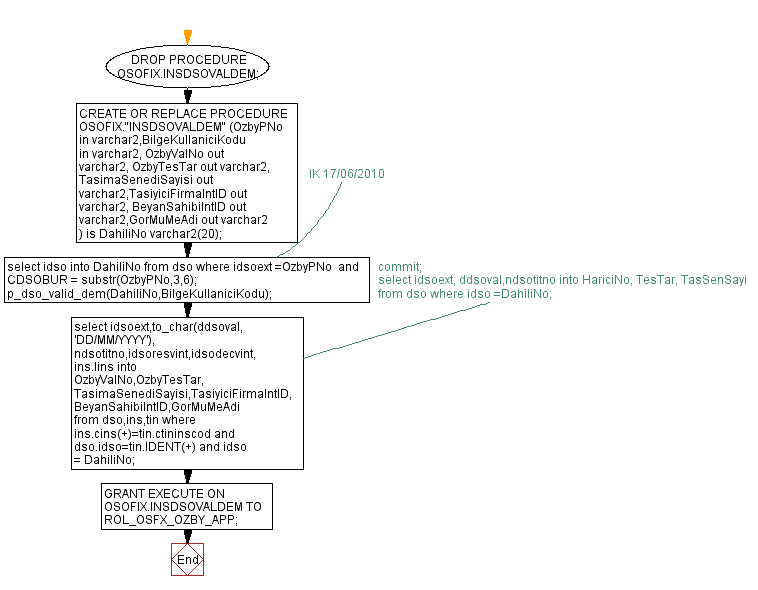 DROP PROCEDURE
OSOFIX.INSDSOVALDEM;
CREATE OR REPLACE PROCEDURE
OSOFIX."INSDSOVALDEM" (OzbyPNo
in varchar2,BilgeKullaniciKodu
in varchar2, OzbyValNo out
varchar2, OzbyTesTar out varchar2,
TasimaSenediSayisi out
varchar2,TasiyiciFirmaIntID out
varchar2, BeyanSahibiIntID out
varchar2,GorMuMeAdi out varchar2
) is DahiliNo varchar2(20);
IK 17/06/2010
select idso into DahiliNo from dso where idsoext =OzbyPNo  and
CDSOBUR = substr(OzbyPNo,3,6);
p_dso_valid_dem(DahiliNo,BilgeKullaniciKodu);
commit;
select idsoext, ddsoval,ndsotitno into HariciNo, TesTar, TasSenSayi
from dso where idso =DahiliNo;
select idsoext,to_char(ddsoval,
'DD/MM/YYYY'),
ndsotitno,idsoresvint,idsodecvint,
ins.lins into
OzbyValNo,OzbyTesTar,
TasimaSenediSayisi,TasiyiciFirmaIntID,
BeyanSahibiIntID,GorMuMeAdi
from dso,ins,tin where
ins.cins(+)=tin.ctininscod and
dso.idso=tin.IDENT(+) and idso
= DahiliNo;
GRANT EXECUTE ON
OSOFIX.INSDSOVALDEM TO
ROL_OSFX_OZBY_APP;
End